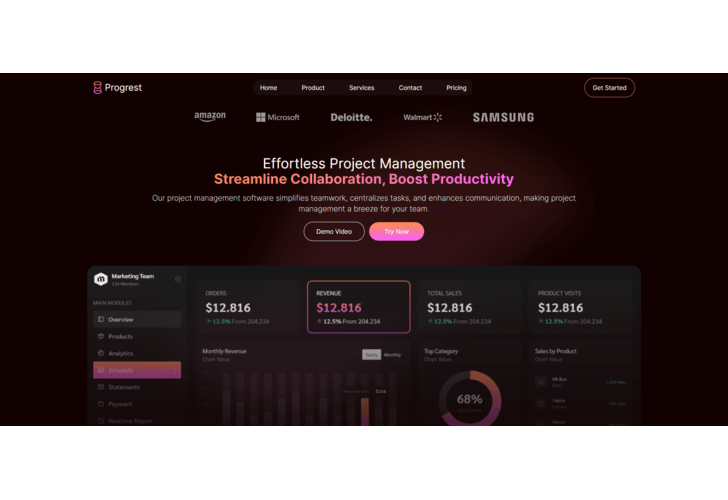 Progrest
Home Product Services Contact Pricing
Get Started
amazon Microsoft Deloitte. Walmart SAMSUNG
Effortless Project Management
Streamline Collaboration, Boost Productivity
Our project management software simplifies teamwork, centralizes tasks, and enhances communication, making project
management a breeze for your team.
Demo Video Try Now
Marketing Team
MAIN MODULES
Overview
Products
Analytics
Schedule
Statements
Payment
Realtime Report
ORDERS
$12.816
12.5% From 204.234
REVENUE
$12.816
12.5% From 204.234
TOTAL SALES
$12.816
12.5% From 204.234
PRODUCT VISITS
$12.816
12.5% From 204.234
Monthly Revenue
Chart Value
Yearly Monthly
Top Category
Chart Value
68%
Sales by Product
Chart Value